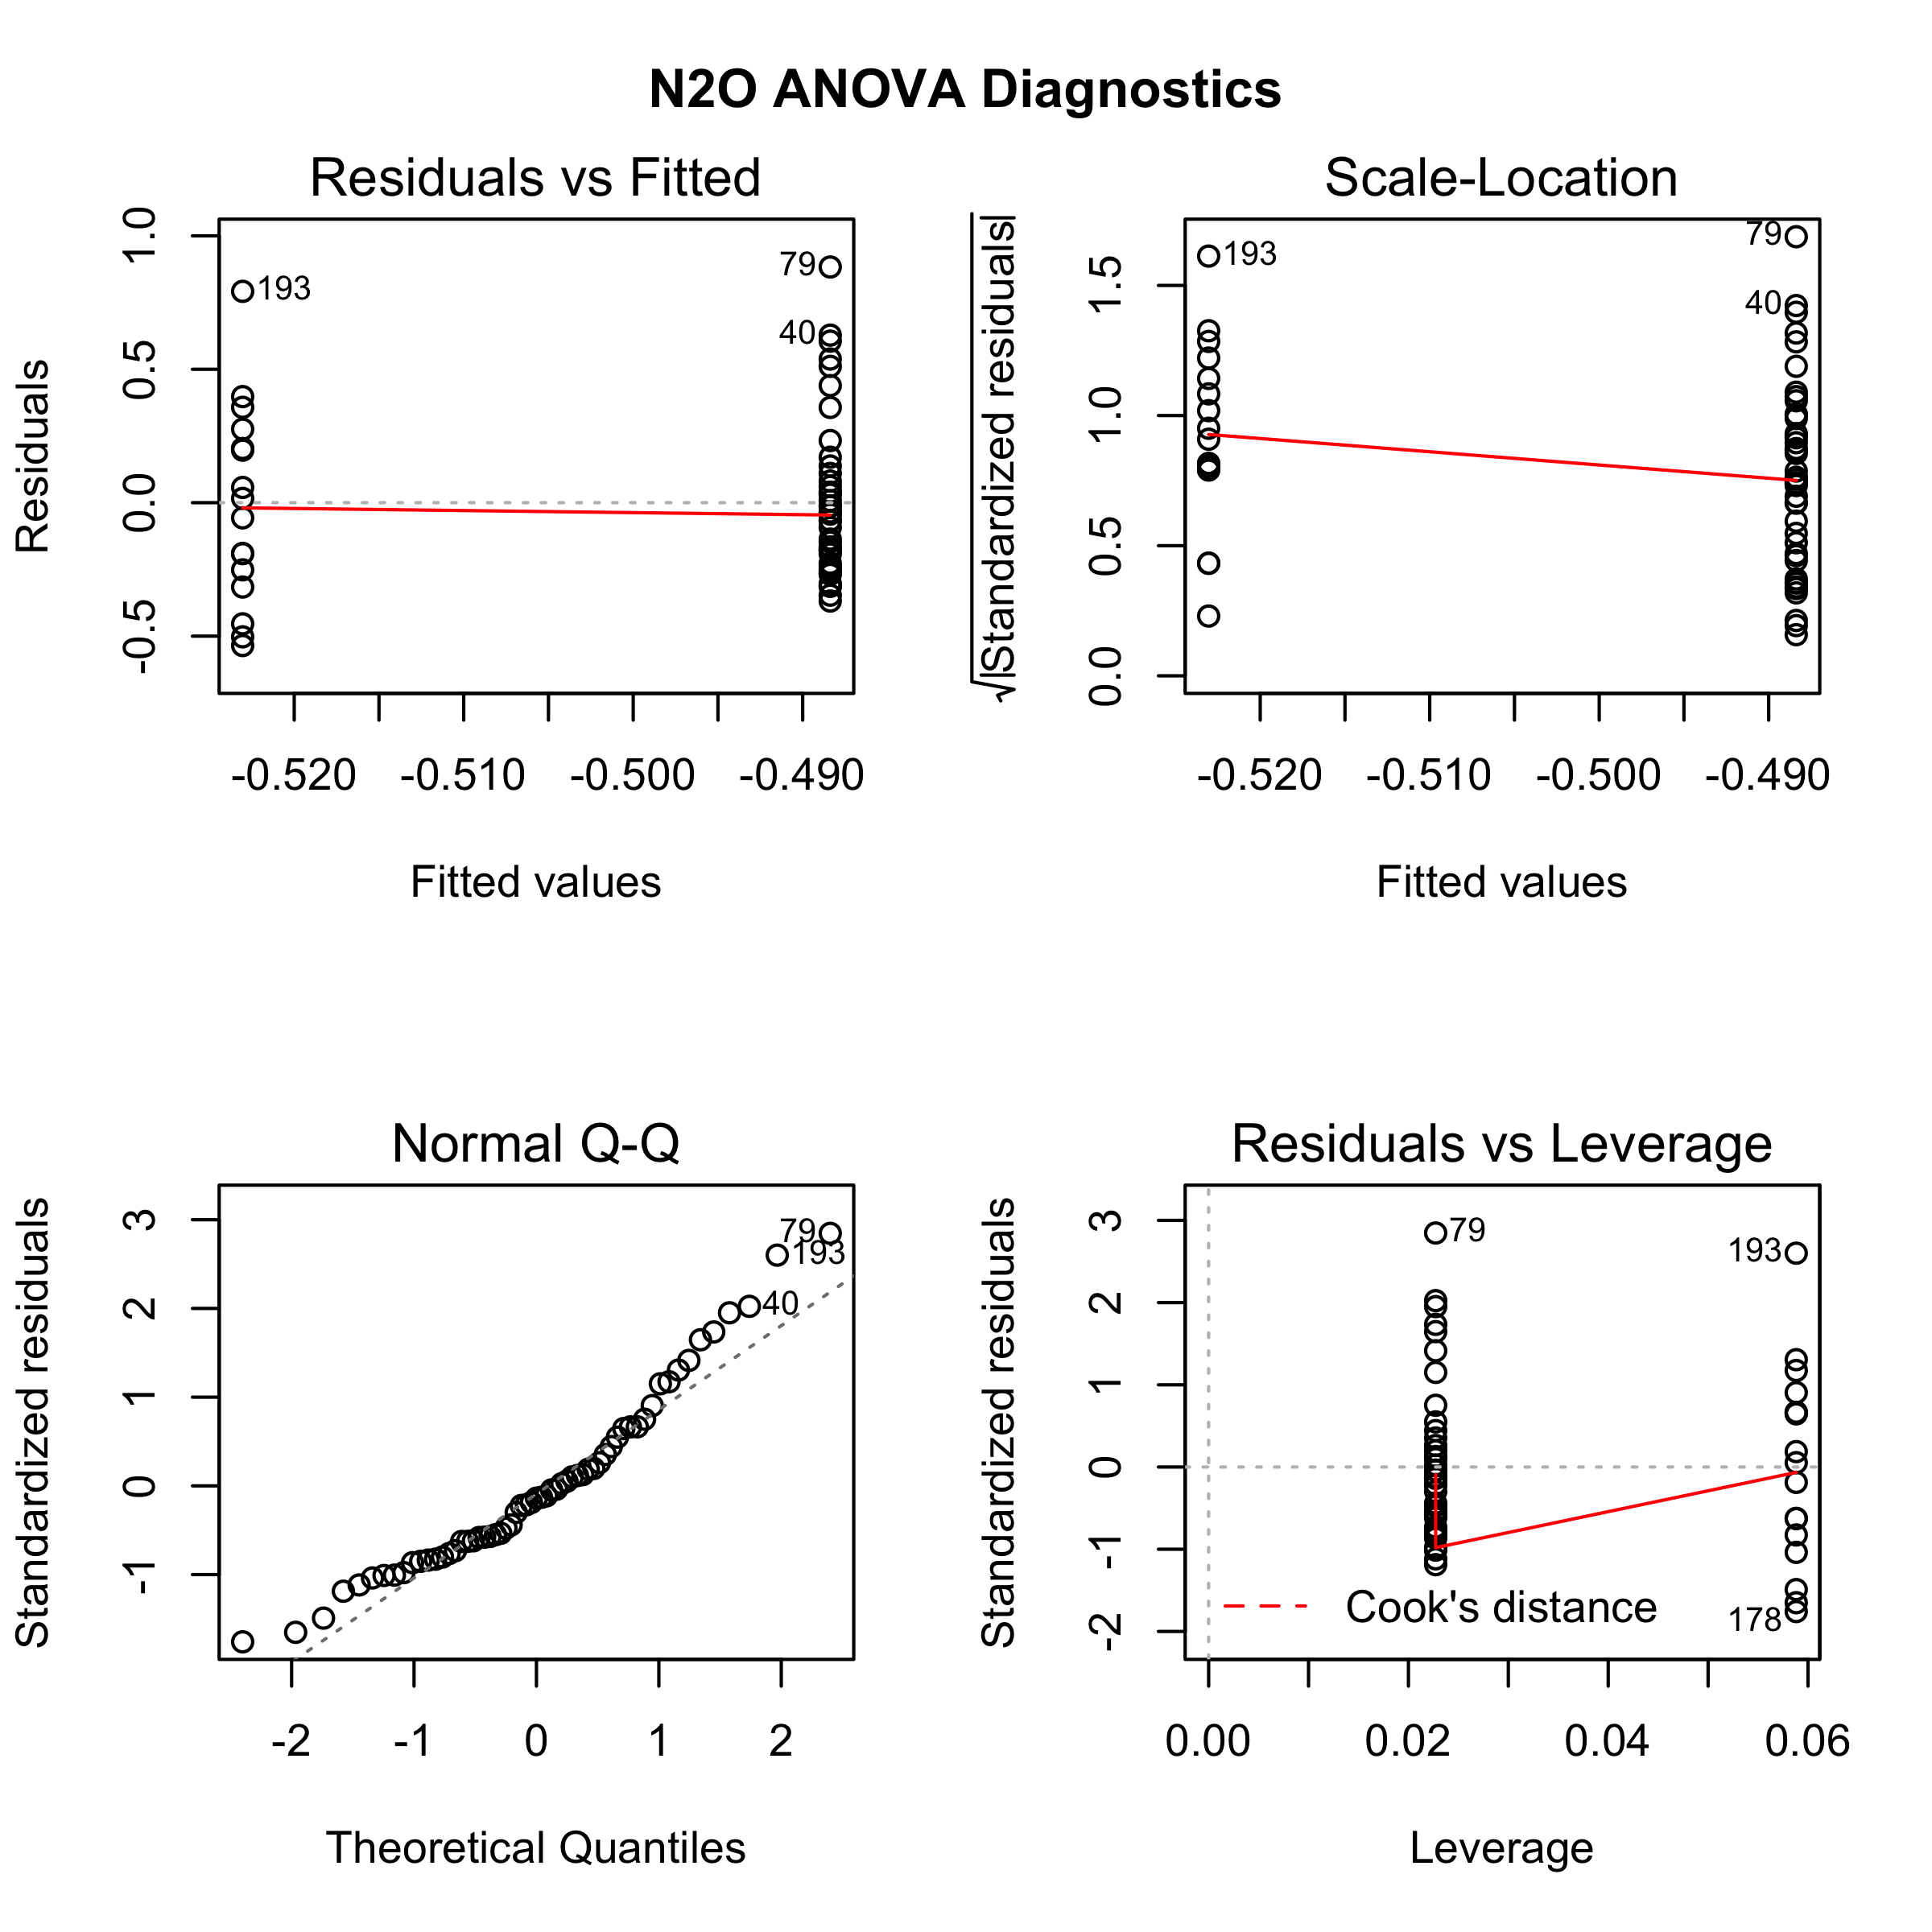 N2O ANOVA Diagnostics
Residuals vs Fitted
Residuals
1.0
0.5
0.0
-0.5
193
79
40
-0.520 -0.510 -0.500 -0.490
Fitted values
Scale-Location
√|Standardized residuals|
1.5
1.0
0.5
0.0
193
79
40
-0.520 -0.510 -0.500 -0.490
Fitted values
Normal Q-Q
Standardized residuals
3
2
1
0
-1
79
193
40
-2 -1 0 1 2
Theoretical Quantiles
Residuals vs Leverage
Standardized residuals
3
2
1
0
-1
-2
79
193
Cook's distance
178
0.00 0.02 0.04 0.06
Leverage